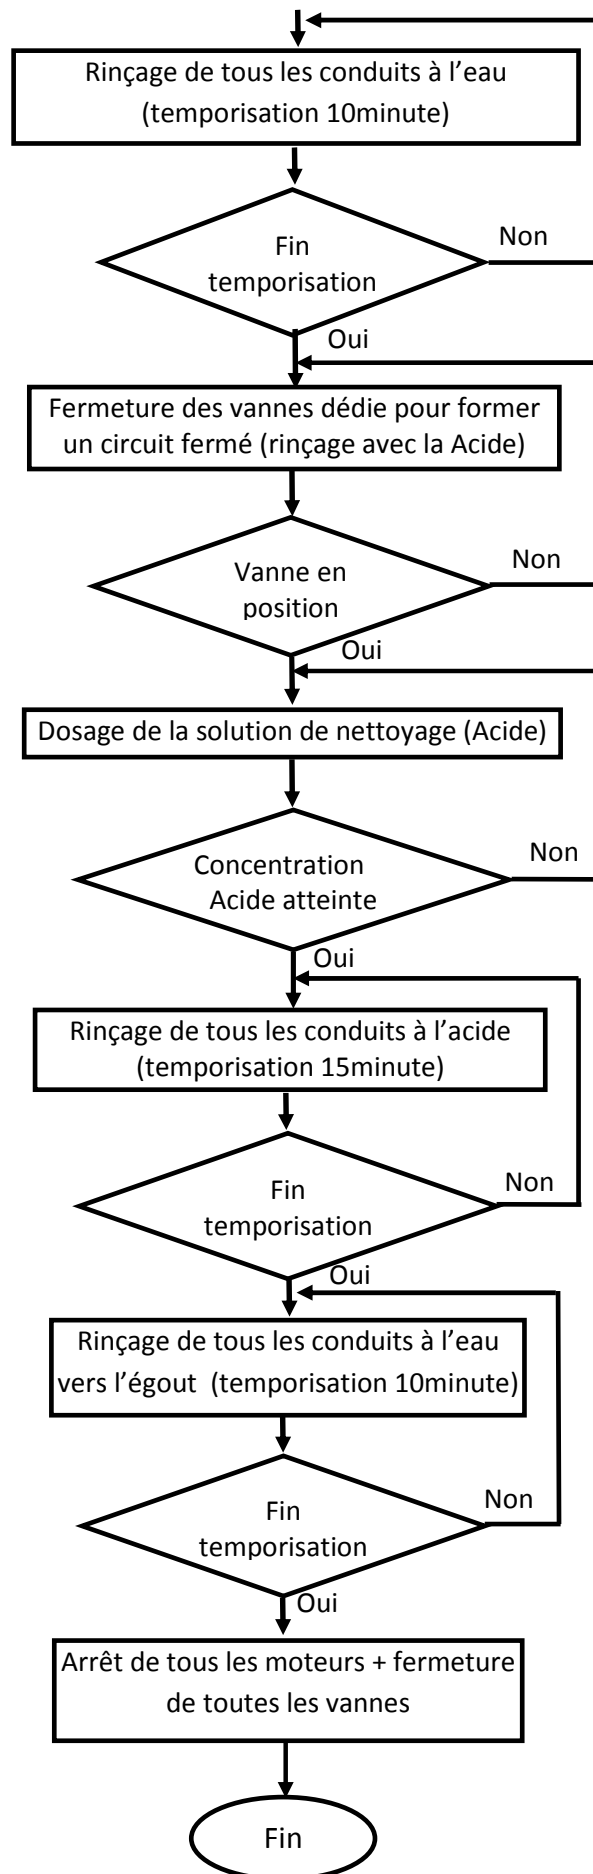 Rinçage de tous les conduits à l’eau
(temporisation 10minute)
Fin
temporisation
Non
Oui
Fermeture des vannes dédie pour former
un circuit fermé (rinçage avec la Acide)
Vanne en
position
Non
Oui
Dosage de la solution de nettoyage (Acide)
Concentration
Acide atteinte
Non
Oui
Rinçage de tous les conduits à l’acide
(temporisation 15minute)
Fin
temporisation
Non
Oui
Rinçage de tous les conduits à l’eau
vers l’égout (temporisation 10minute)
Fin
temporisation
Non
Oui
Arrêt de tous les moteurs + fermeture
de toutes les vannes
Fin